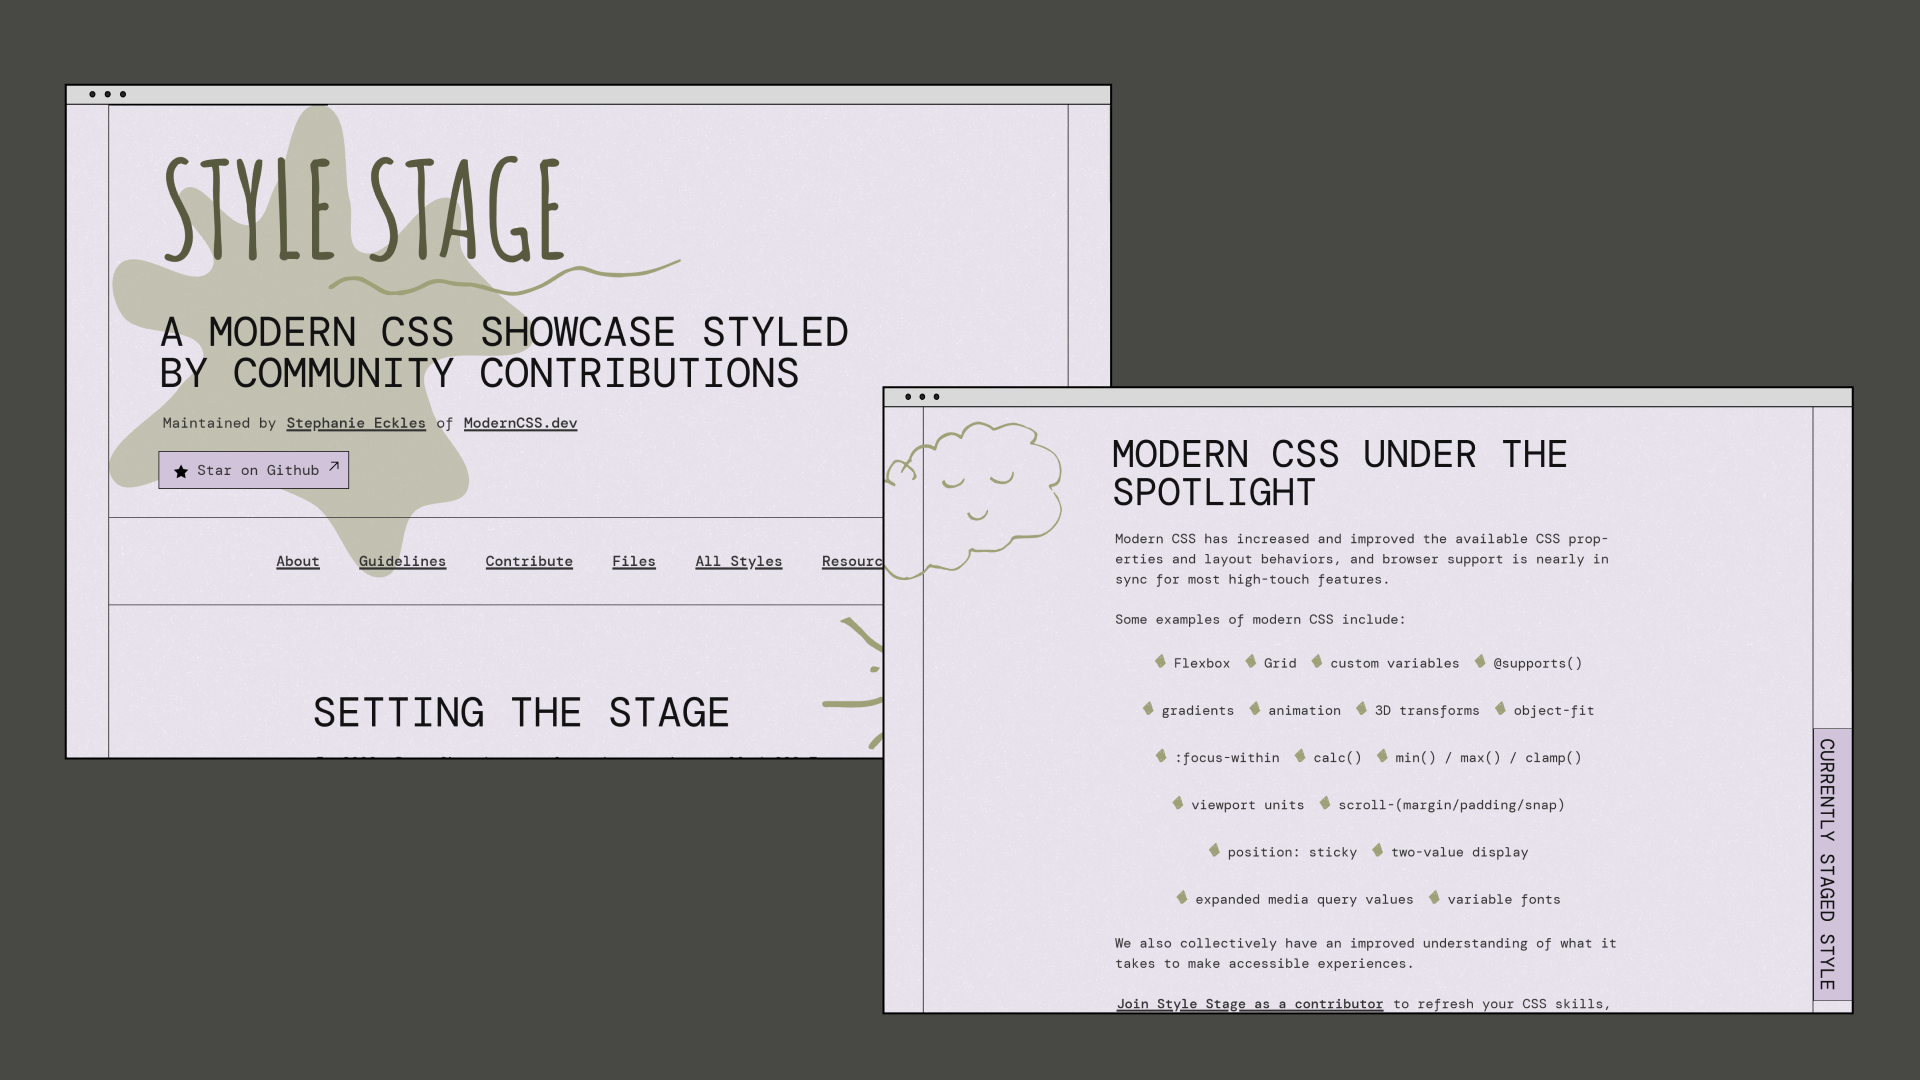 STYLE STAGE
A MODERN CSS SHOWCASE STYLED
BY COMMUNITY CONTRIBUTIONS
Maintained by Stephanie Eckles of ModernCSS.dev
Star on Github
About Guidelines Contribute Files All Styles Resourc
SETTING THE STAGE
MODERN CSS UNDER THE
SPOTLIGHT
Modern CSS has increased and improved the available CSS prop-
erties and layout behaviors, and browser support is nearly in
sync for most high-touch features.
Some examples of modern CSS include:
Flexbox Grid custom variables @supports()
gradients animation 3D transforms object-fit
:focus-within calc() min() / max() / clamp()
viewport units scroll-(margin/padding/snap)
position: sticky two-value display
expanded media query values variable fonts
We also collectively have an improved understanding of what it
takes to make accessible experiences.
Join Style Stage as a contributor to refresh your CSS skills,
CURRENTLY STAGED STYLE